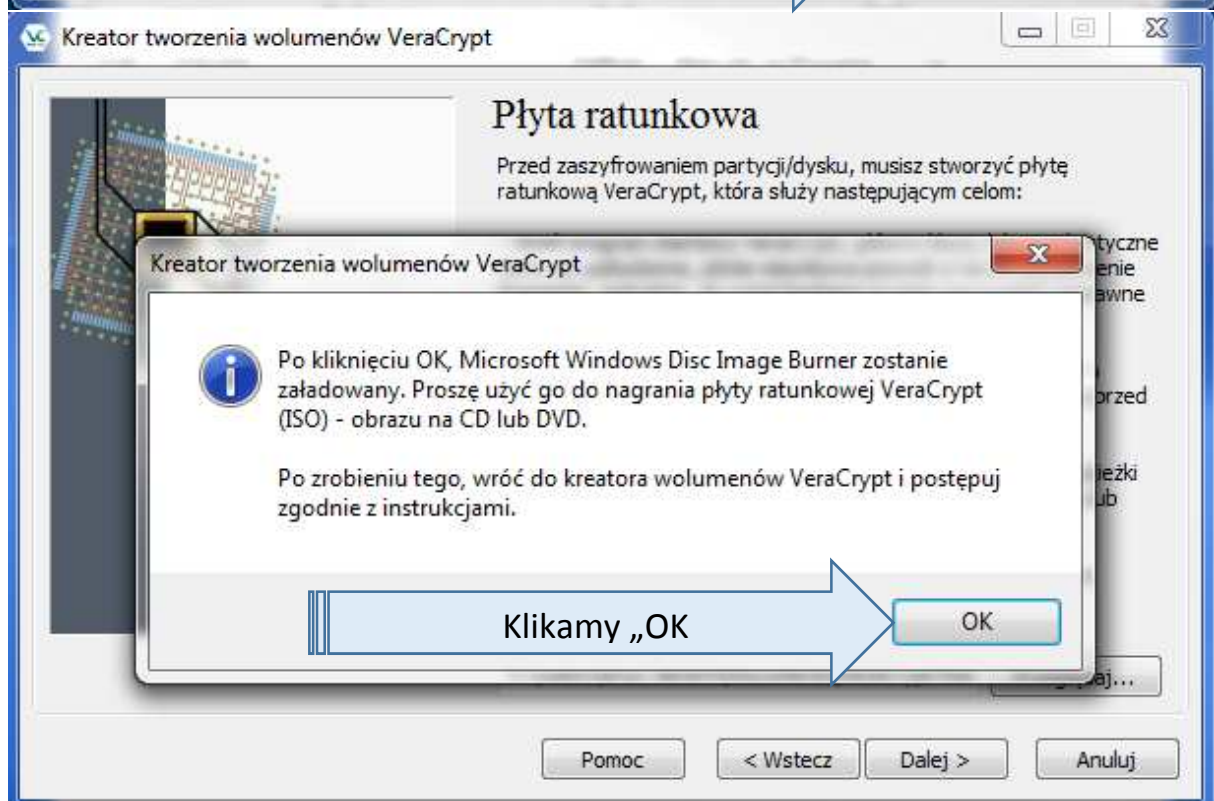 Kreator tworzenia wolumenów VeraCrypt
Płyta ratunkowa
Przed zaszyfrowaniem partycji/dysku, musisz stworzyć płytę
ratunkową VeraCrypt, która służy następującym celom:
Kreator tworzenia wolumenów VeraCrypt
Po kliknięciu OK, Microsoft Windows Disc Image Burner zostanie
załadowany. Proszę użyć go do nagrania płyty ratunkowej VeraCrypt
(ISO) - obrazu na CD lub DVD.
Po zrobieniu tego, wróć do kreatora wolumenów VeraCrypt i postępuj
zgodnie z instrukcjami.
Klikamy „OK
OK
Pomoc
< Wstecz
Dalej >
Anuluj